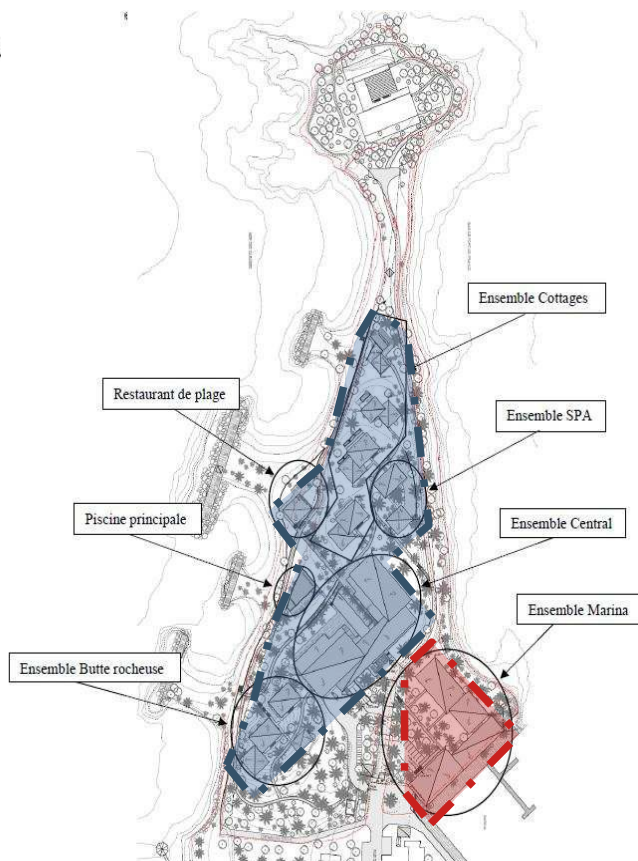 Ensemble Cottages
Restaurant de plage
Ensemble SPA
Piscine principale
Ensemble Central
Ensemble Marina
Ensemble Butte rocheuse